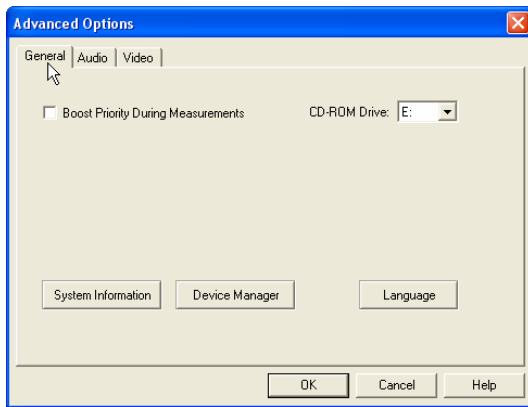 Advanced Options
General Audio Video
Boost Priority During Measurements CD-ROM Drive: E:
System Information Device Manager Language
OK Cancel Help